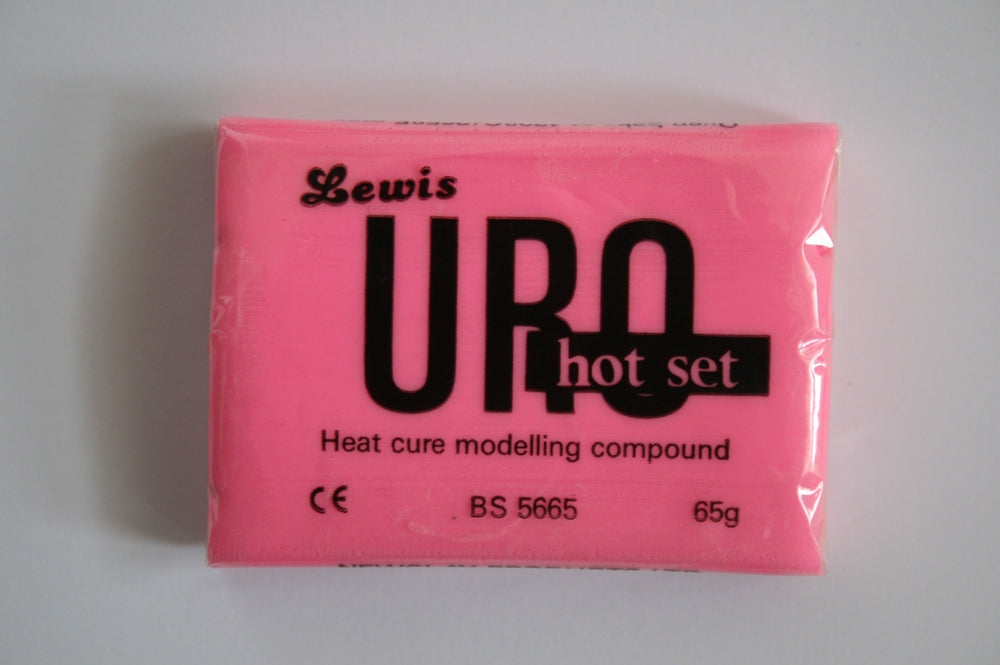 Lewis
URO
hot set
Heat cure modelling compound
CE
BS 5665
65g